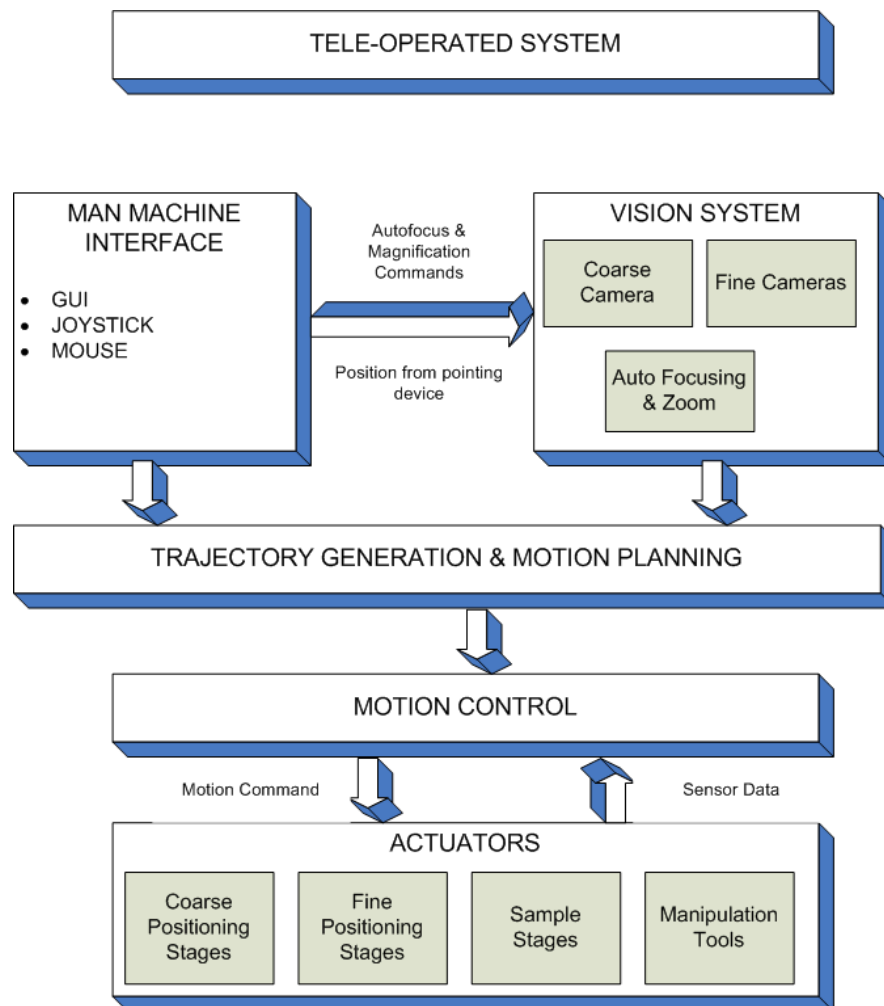 TELE-OPERATED SYSTEM
MAN MACHINE
INTERFACE
• GUI
• JOYSTICK
• MOUSE
Autofocus &
Magnification
Commands
Position from pointing
device
VISION SYSTEM
Coarse
Camera
Fine Cameras
Auto Focusing
& Zoom
TRAJECTORY GENERATION & MOTION PLANNING
MOTION CONTROL
Motion Command
Sensor Data
ACTUATORS
Coarse
Positioning
Stages
Fine
Positioning
Stages
Sample
Stages
Manipulation
Tools